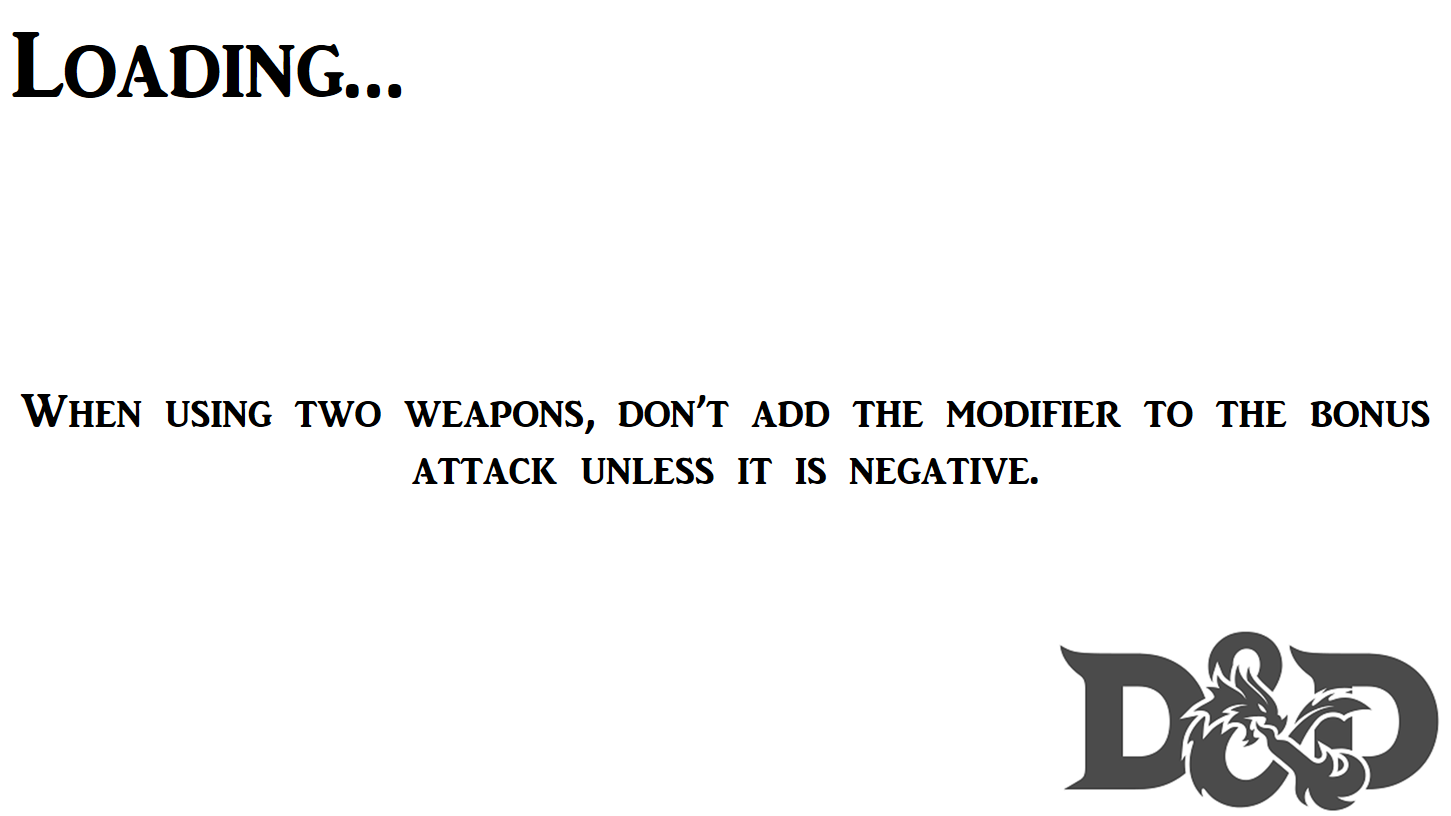 Loading...
When using two weapons, don't add the modifier to the bonus
attack unless it is negative.
D&D